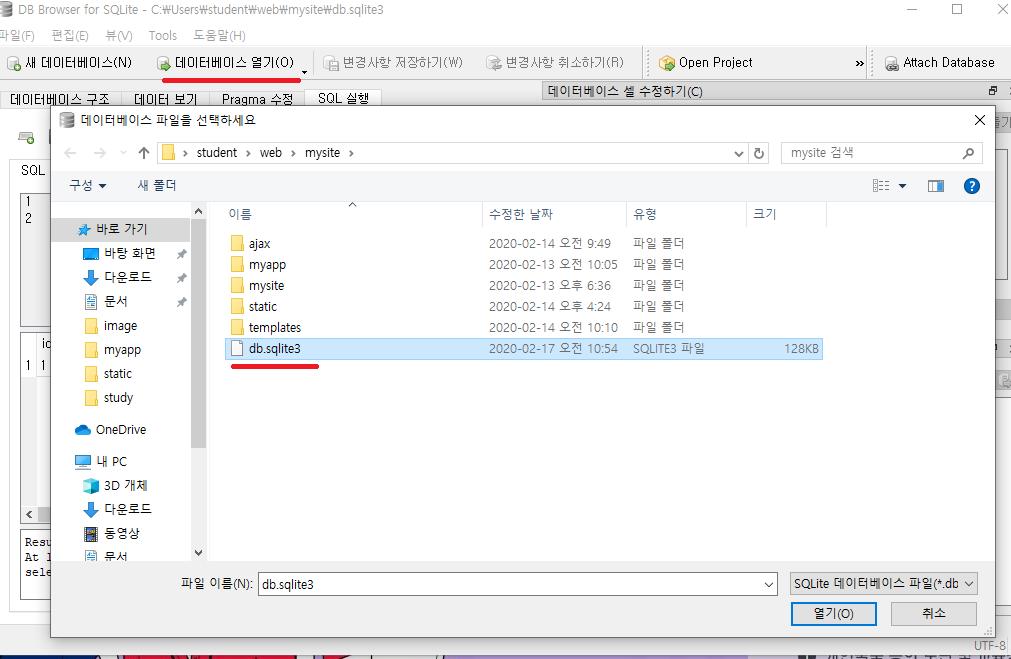 DB Browser for SQLite - C:₩Users₩student₩web₩mysite₩db.sqlite3
파일(F) 편집(E) 뷰(V) Tools 도움말(H)
새 데이터베이스(N) 데이터베이스 열기(O) 변경사항 저장하기(W) 변경사항 취소하기(R) Open Project » Attach Database
데이터베이스 구조 데이터 보기 Pragma 수정 SQL 실행 데이터베이스 셀 수정하기(C)
데이터베이스 파일을 선택하세요
student › web › mysite ›
mysite 검색
SQL
구성 새 폴더
1
2
이름 수정한 날짜 유형 크기
바로 가기
바탕 화면
다운로드
문서
image
myapp
static
study
OneDrive
내 PC
3D 개체
다운로드
동영상
문서
ajax 2020-02-14 오전 9:49 파일 폴더
myapp 2020-02-13 오전 10:05 파일 폴더
mysite 2020-02-13 오후 6:36 파일 폴더
static 2020-02-14 오후 4:24 파일 폴더
templates 2020-02-14 오전 10:10 파일 폴더
db.sqlite3 2020-02-17 오전 10:54 SQLITE3 파일 128KB
1 1
파일 이름(N): db.sqlite3 SQLite 데이터베이스 파일(*.db
열기(O) 취소
UTF-8